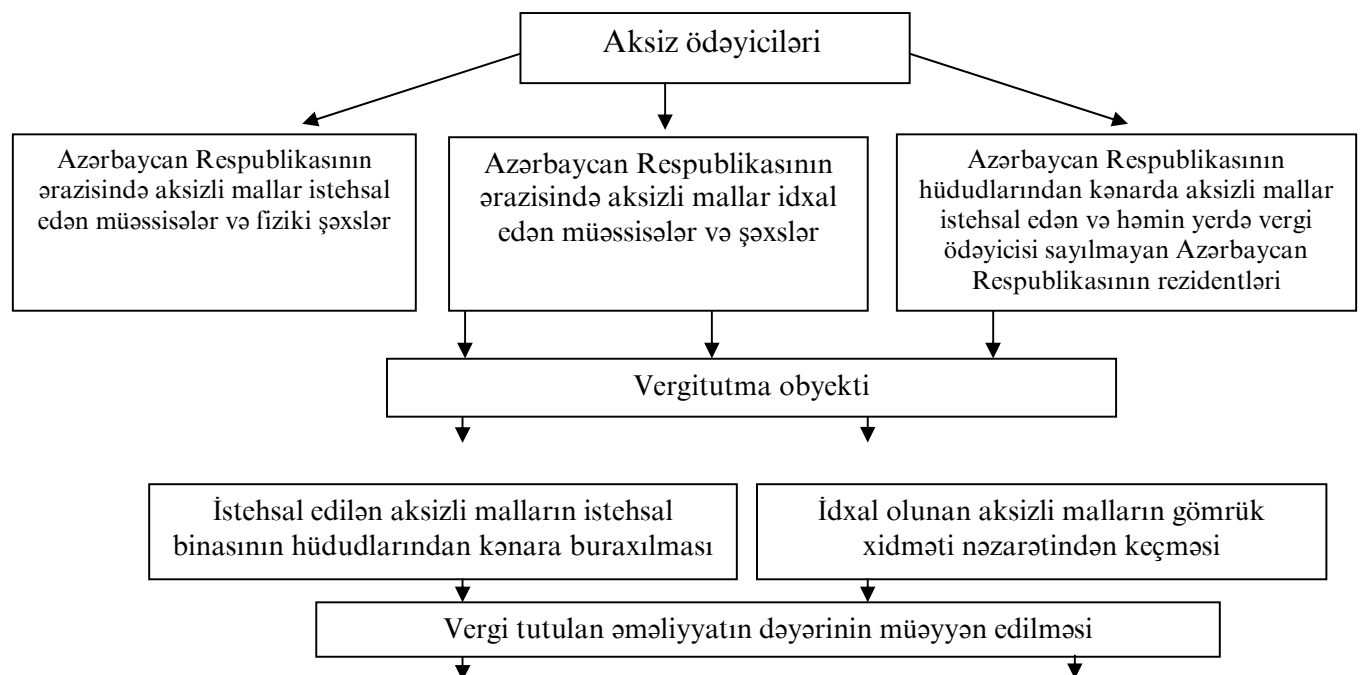 Aksiz ödəyiciləri
Azərbaycan Respublikasının
ərazisində aksizli mallar istehsal
edən müəssisələr və fiziki şəxslər
Azərbaycan Respublikasının
ərazisində aksizli mallar idxal
edən müəssisələr və şəxslər
Azərbaycan Respublikasının
hüdudlarından kənarda aksizli mallar
istehsal edən və həmin yerdə vergi
ödəyicisi sayılmayan Azərbaycan
Respublikasının rezidentləri
Vergitutma obyekti
İstehsal edilən aksizli malların istehsal
binasının hüdudlarından kənara buraxılması
İdxal olunan aksizli malların gömrük
xidməti nəzarətindən keçməsi
Vergi tutulan əməliyyatın dəyərinin müəyyən edilməsi